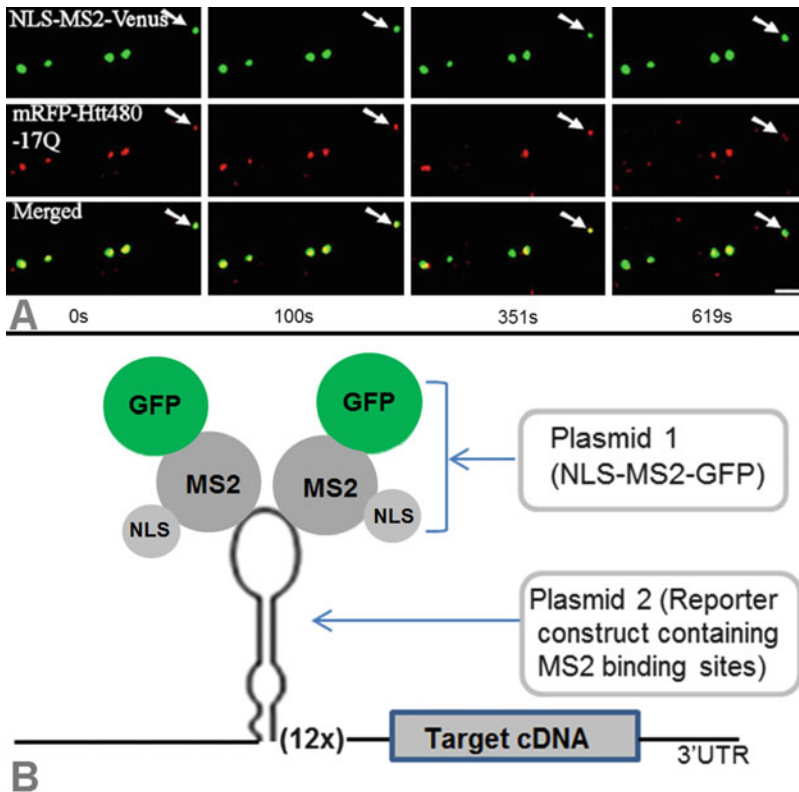 NLS-MS2-Venus
mRFP-Htt480
-17Q
Merged
A
0s 100s 351s 619s
GFP GFP
MS2 MS2
NLS NLS
Plasmid 1
(NLS-MS2-GFP)
Plasmid 2 (Reporter
construct containing
MS2 binding sites)
(12x)
Target cDNA
3'UTR
B